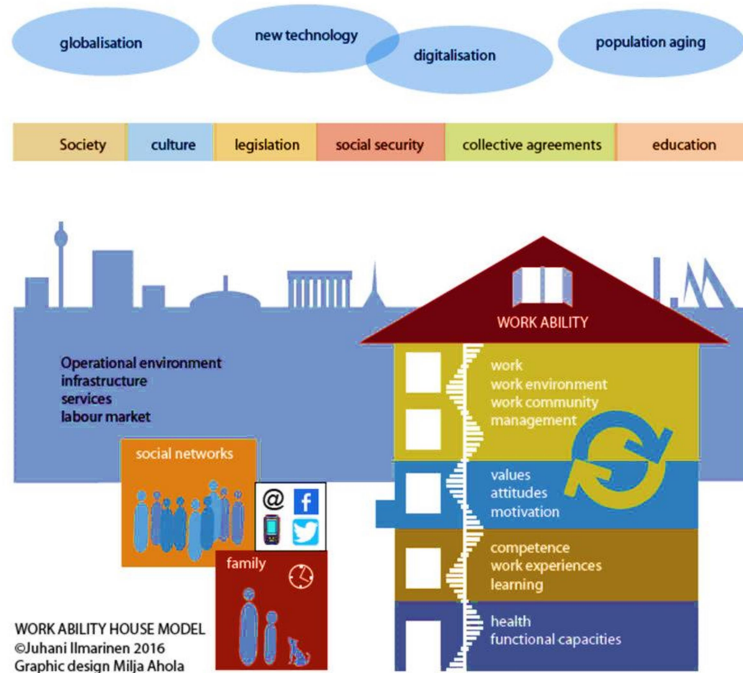 globalisation
new technology
digitalisation
population aging
Society
culture
legislation
social security
collective agreements
education
WORK ABILITY
Operational environment
infrastructure
services
labour market
work
work environment
work community
management
social networks
@
f
values
attitudes
motivation
family
competence
work experiences
learning
health
functional capacities
WORK ABILITY HOUSE MODEL
©Juhani Ilmarinen 2016
Graphic design Milja Ahola